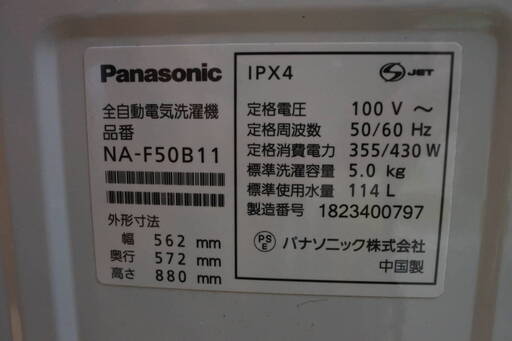 Panasonic
全自動電気洗濯機
品番
NA-F50B11
外形寸法
幅 562 mm
奥行 572 mm
高さ 880 mm
IPX4
S JET
定格電圧 100 V ～
定格周波数 50/60 Hz
定格消費電力 355/430 W
標準洗濯容量 5.0 kg
標準使用水量 114 L
製造番号 1823400797
PS E パナソニック株式会社
中国製